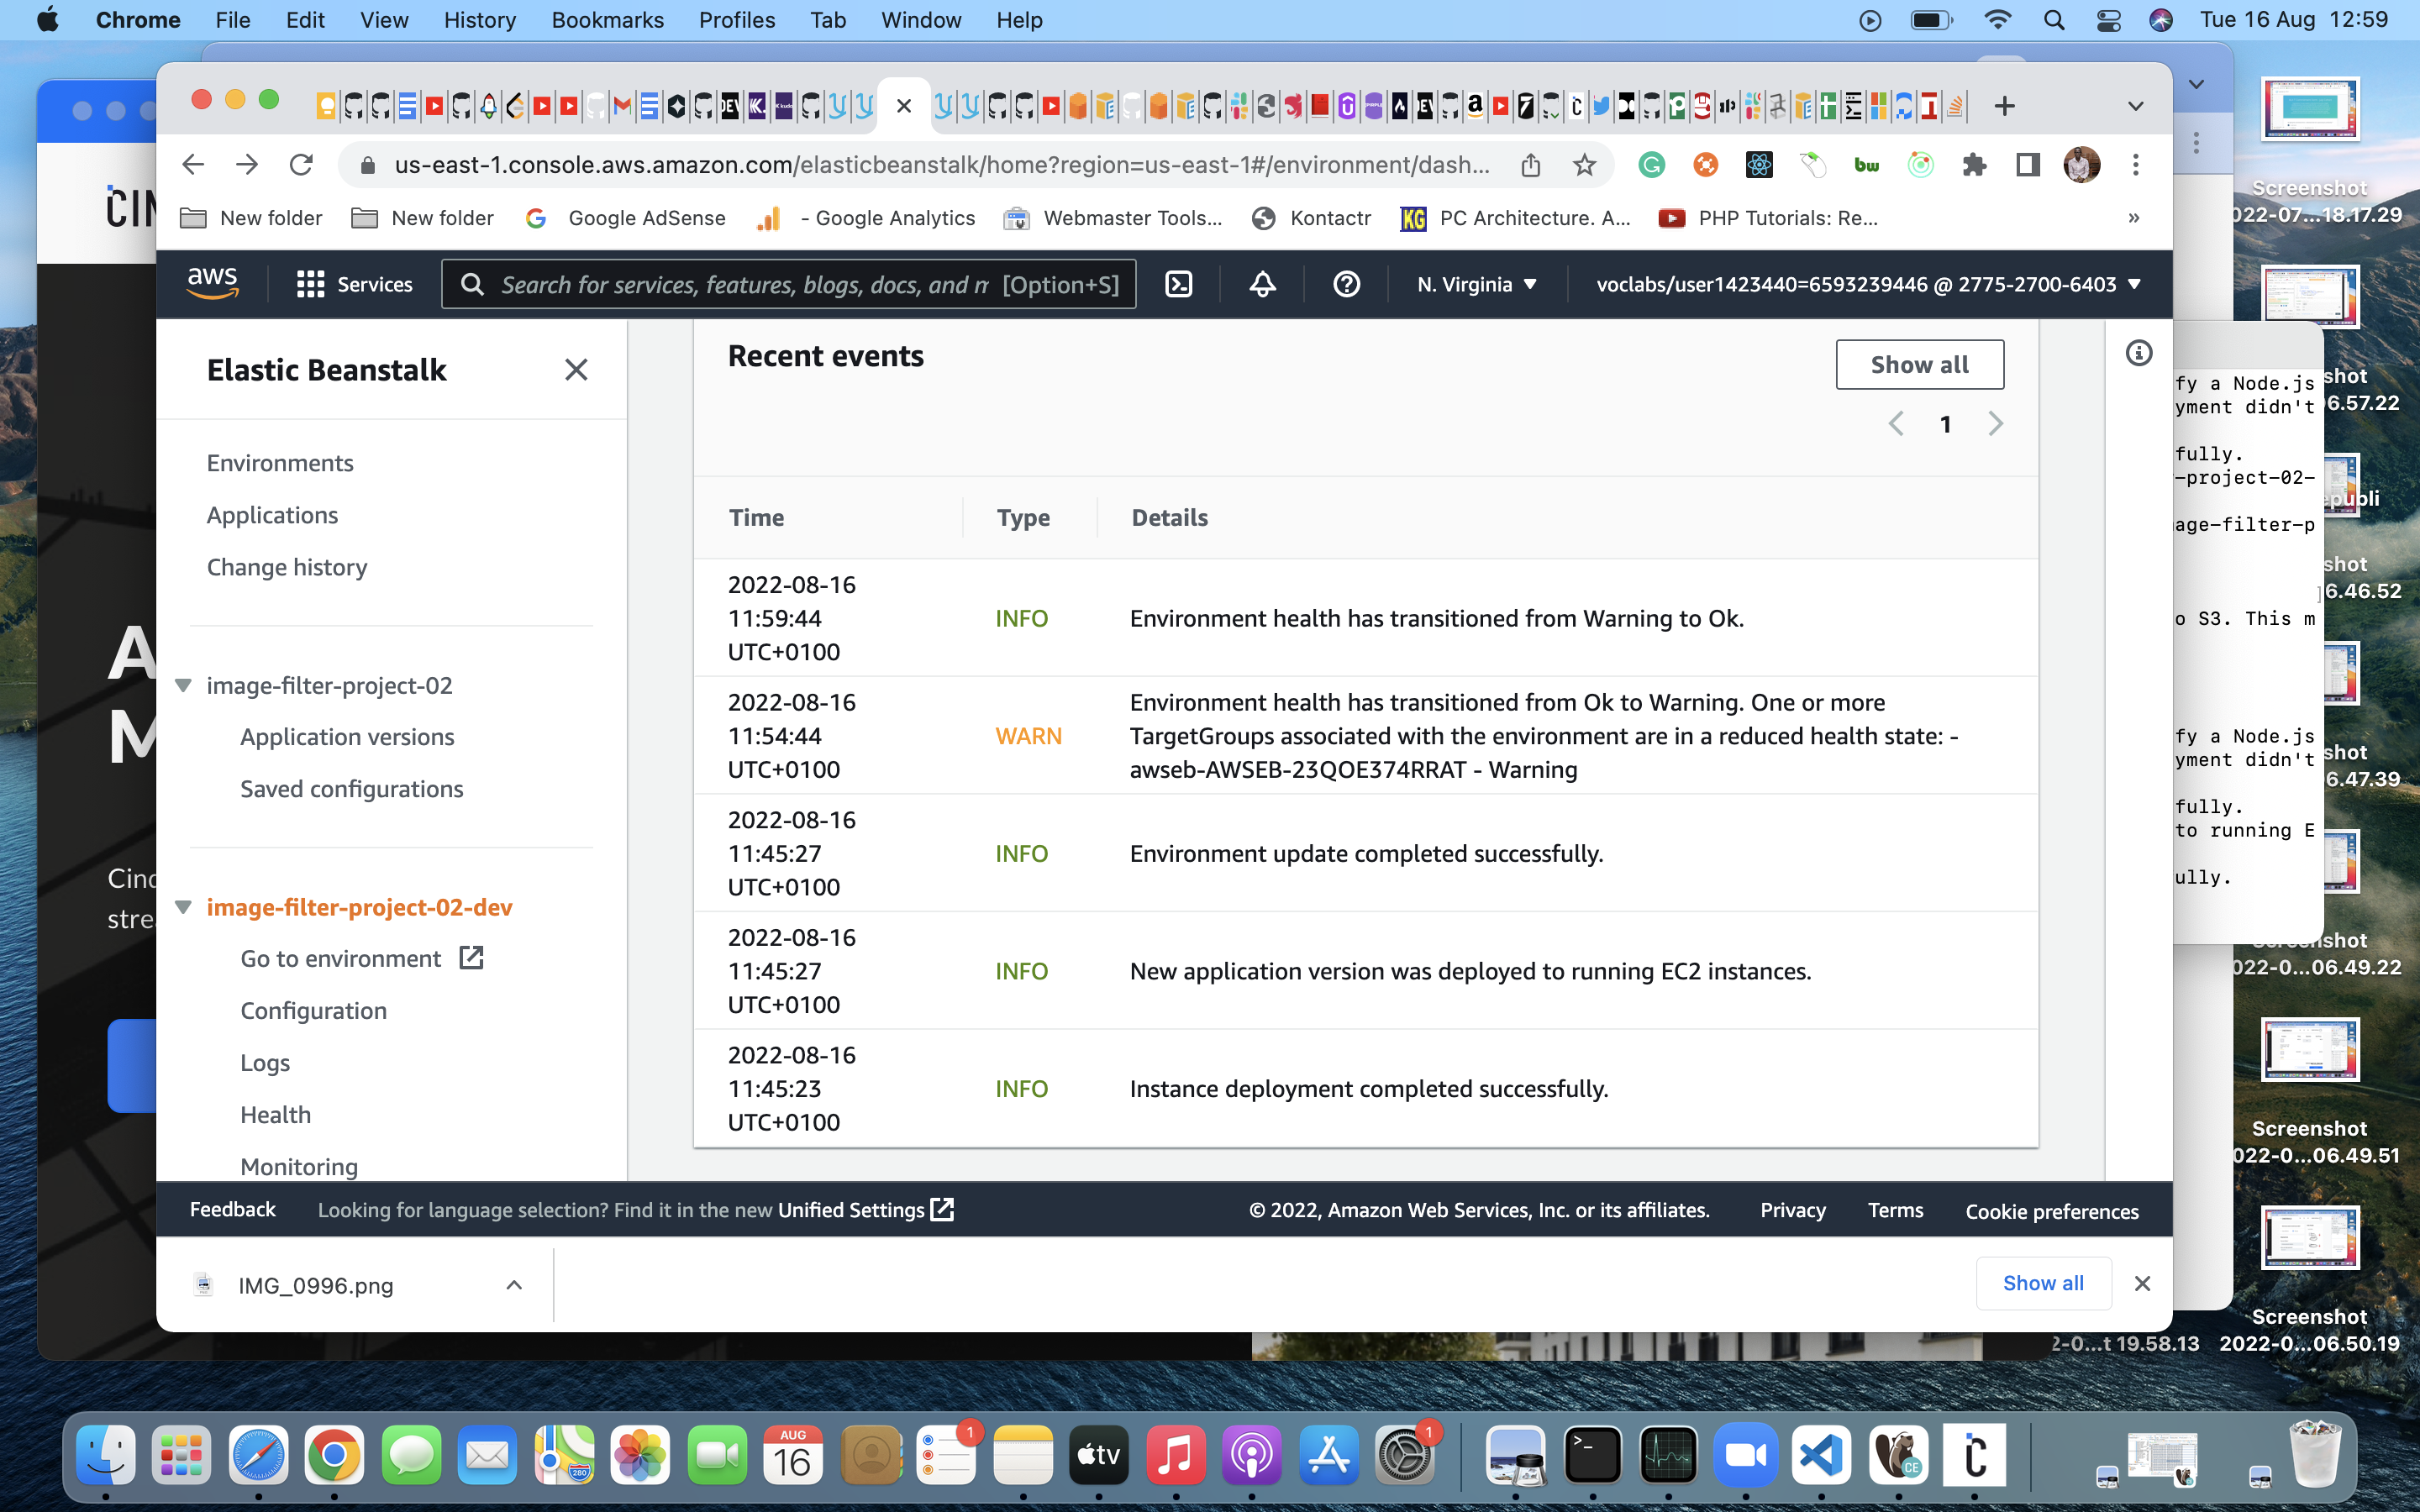 Chrome File Edit View History Bookmarks Profiles Tab Window Help
Tue 16 Aug 12:59
us-east-1.console.aws.amazon.com/elasticbeanstalk/home?region=us-east-1#/environment/dash...
New folder
New folder
Google AdSense
- Google Analytics
Webmaster Tools...
Kontactr
PC Architecture. A...
PHP Tutorials: Re...
»
aws
Services
Search for services, features, blogs, docs, and m [Option+S]
N. Virginia ▼
voclabs/user1423440=6593239446 @ 2775-2700-6403 ▼
Elastic Beanstalk
Environments
Applications
Change history
image-filter-project-02
Application versions
Saved configurations
image-filter-project-02-dev
Go to environment
Configuration
Logs
Health
Monitoring
Recent events
Show all
1
Time Type Details
2022-08-16
11:59:44
UTC+0100
INFO
Environment health has transitioned from Warning to Ok.
2022-08-16
11:54:44
UTC+0100
WARN
Environment health has transitioned from Ok to Warning. One or more
TargetGroups associated with the environment are in a reduced health state: -
awseb-AWSEB-23QOE374RRAT - Warning
2022-08-16
11:45:27
UTC+0100
INFO
Environment update completed successfully.
2022-08-16
11:45:27
UTC+0100
INFO
New application version was deployed to running EC2 instances.
2022-08-16
11:45:23
UTC+0100
INFO
Instance deployment completed successfully.
Feedback
Looking for language selection? Find it in the new Unified Settings
© 2022, Amazon Web Services, Inc. or its affiliates.
Privacy
Terms
Cookie preferences
IMG_0996.png
Show all
fy a Node.js
yment didn't
fully.
-project-02-
age-filter-p
o S3. This m
fy a Node.js
yment didn't
fully.
to running E
ully.
Screenshot
022-07...18.17.29
shot
6.57.22
epubli
shot
6.46.52
shot
6.47.39
022-0...06.49.22
Screenshot
022-0...06.49.51
Screenshot
2022-0...06.50.19
2-0...t 19.58.13
AUG
16
1
tv
1
280
CE